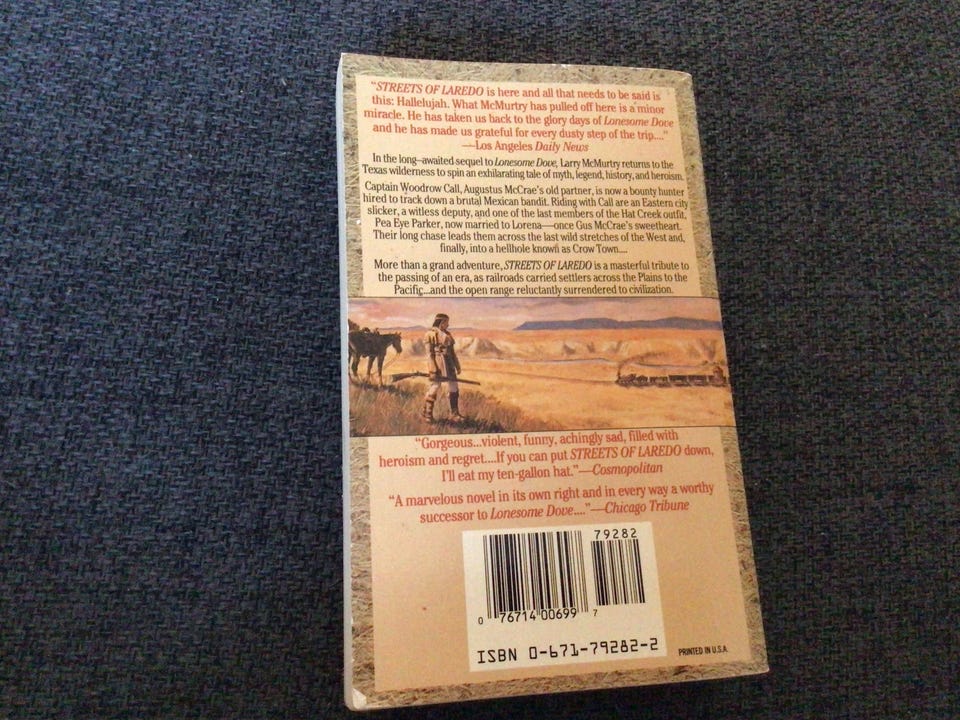 “STREETS OF LAREDO is here and all that needs to be said is
this: Hallelujah. What McMurtry has pulled off here is a minor
miracle. He has taken us back to the glory days of Lonesome Dove
and he has made us grateful for every dusty step of the trip....”
—Los Angeles Daily News
In the long-awaited sequel to Lonesome Dove, Larry McMurtry returns to the
Texas wilderness to spin an exhilarating tale of myth, legend, history, and heroism.
Captain Woodrow Call, Augustus McCrae's old partner, is now a bounty hunter
hired to track down a brutal Mexican bandit. Riding with Call are an Eastern city
slicker, a witless deputy, and one of the last members of the Hat Creek outfit,
Pea Eye Parker, now married to Lorena—once Gus McCrae's sweetheart.
Their long chase leads them across the last wild stretches of the West and,
finally, into a hellhole known as Crow Town....
More than a grand adventure, STREETS OF LAREDO is a masterful tribute to
the passing of an era, as railroads carried settlers across the Plains to the
Pacific...and the open range reluctantly surrendered to civilization.
“Gorgeous...violent, funny, achingly sad, filled with
heroism and regret....If you can put STREETS OF LAREDO down,
I'll eat my ten-gallon hat.”—Cosmopolitan
“A marvelous novel in its own right and in every way a worthy
successor to Lonesome Dove....”—Chicago Tribune
79282
0 76714 00699 7
ISBN 0-671-79282-2
PRINTED IN U.S.A.